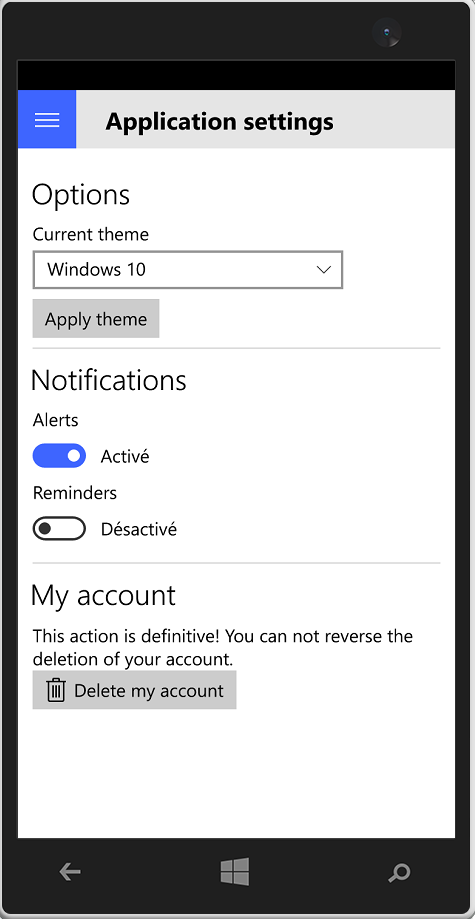 Application settings
Options
Current theme
Windows 10
Apply theme
Notifications
Alerts
Activé
Reminders
Désactivé
My account
This action is definitive! You can not reverse the
deletion of your account.
Delete my account